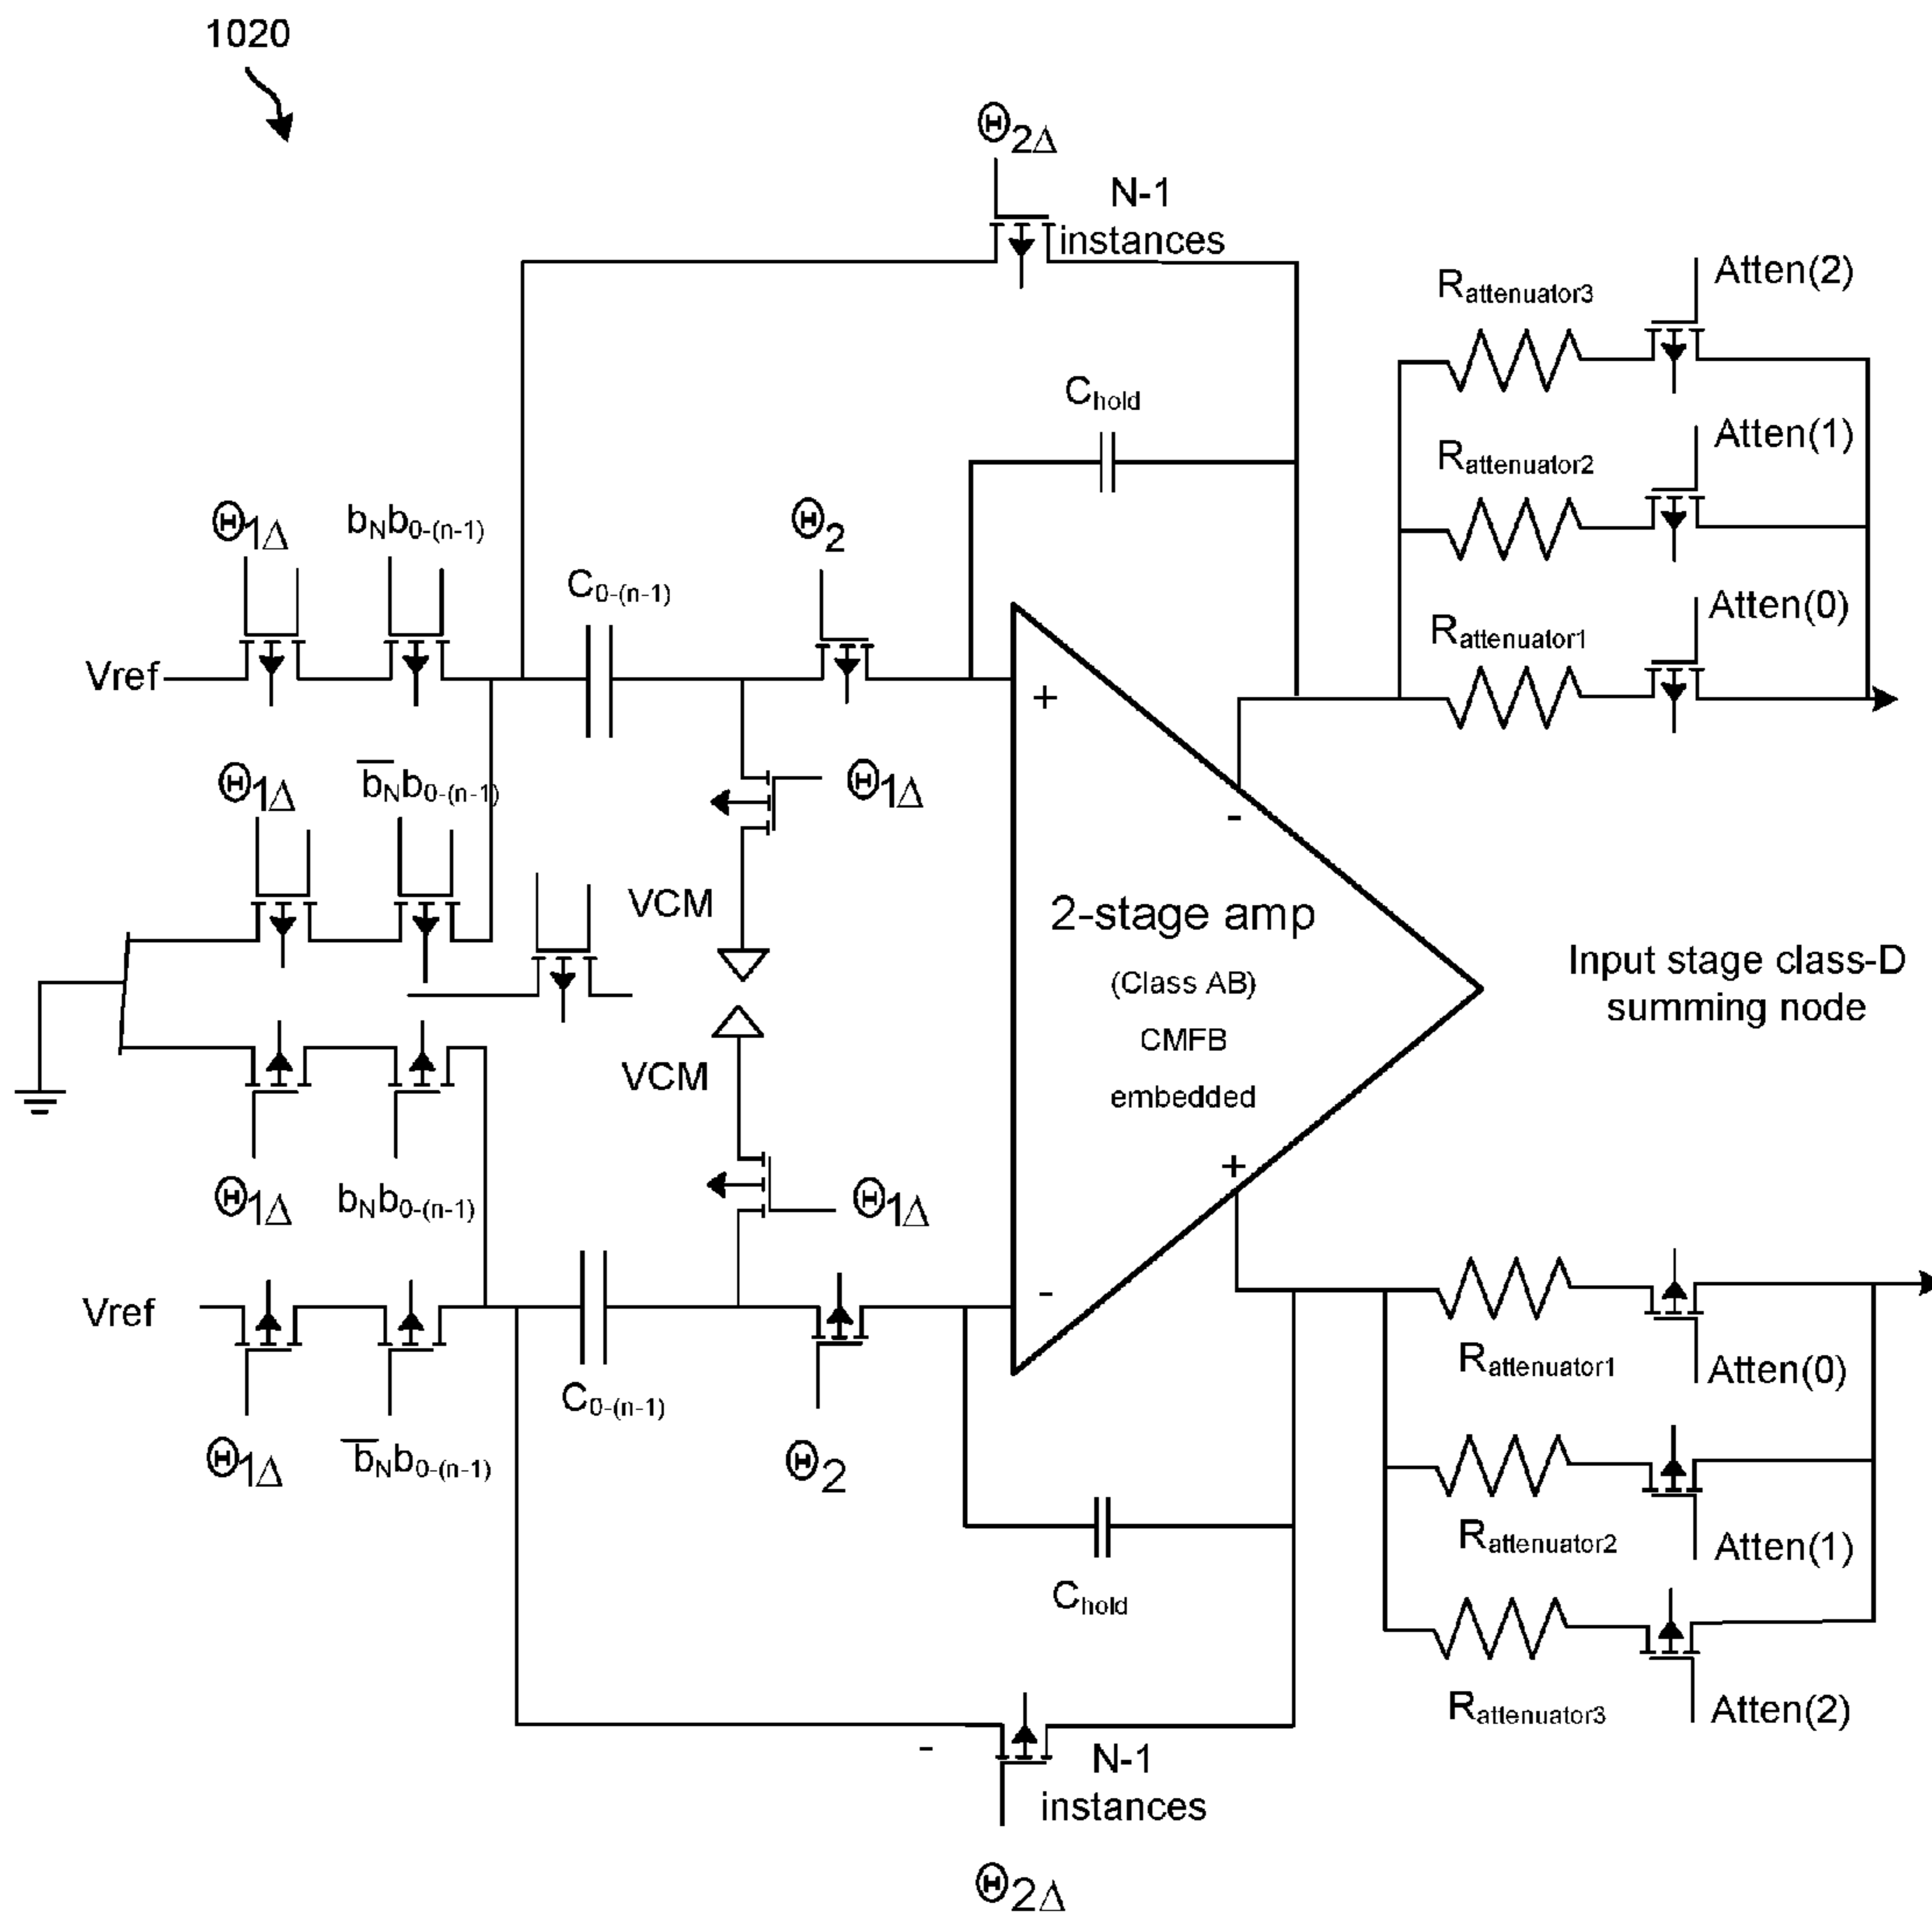 1020
Θ2Δ
N-1
instances
Rattenuator3
Atten(2)
Chold
Rattenuator2
Atten(1)
Θ1Δ
bNb0-(n-1)
Θ2
C0-(n-1)
Rattenuator1
Atten(0)
Vref
+
Θ1Δ
b̅Nb0-(n-1)
Θ1Δ
-
VCM
2-stage amp
(Class AB)
CMFB
embedded
Input stage class-D
summing node
VCM
+
Θ1Δ
bNb0-(n-1)
Θ1Δ
Vref
-
Rattenuator1
Atten(0)
C0-(n-1)
Θ1Δ
b̅Nb0-(n-1)
Θ2
Rattenuator2
Atten(1)
Chold
Rattenuator3
Atten(2)
-
N-1
instances
Θ2Δ